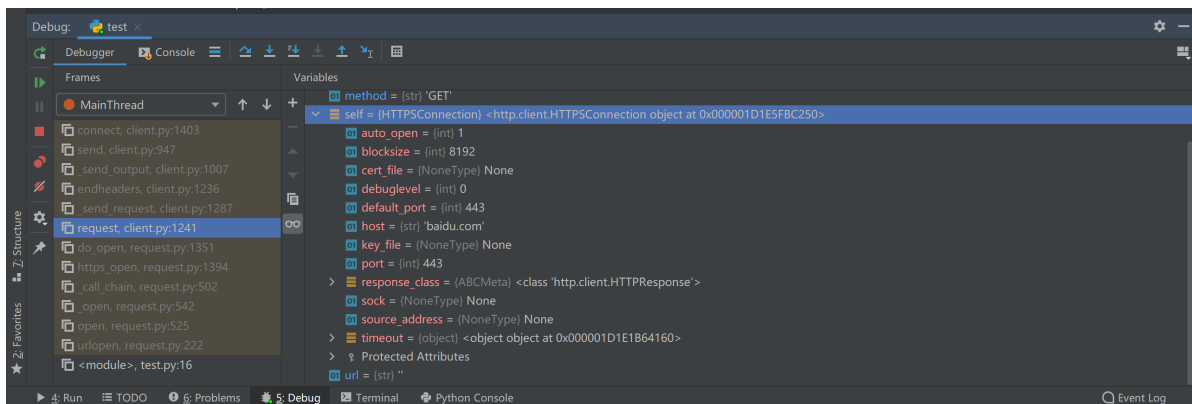 Debug: test
Debugger Console
Frames
Variables
MainThread
connect, client.py:1403
send, client.py:947
_send_output, client.py:1007
endheaders, client.py:1236
_send_request, client.py:1287
request, client.py:1241
do_open, request.py:1351
https_open, request.py:1394
_call_chain, request.py:502
_open, request.py:542
open, request.py:525
urlopen, request.py:222
<module>, test.py:16
method = {str} 'GET'
self = {HTTPSConnection} <http.client.HTTPSConnection object at 0x000001D1E5FBC250>
auto_open = {int} 1
blocksize = {int} 8192
cert_file = {NoneType} None
debuglevel = {int} 0
default_port = {int} 443
host = {str} 'baidu.com'
key_file = {NoneType} None
port = {int} 443
response_class = {ABCMeta} <class 'http.client.HTTPResponse'>
sock = {NoneType} None
source_address = {NoneType} None
timeout = {object} <object object at 0x000001D1E1B64160>
Protected Attributes
url = {str} ''
7: Structure
2: Favorites
4: Run TODO 6: Problems 5: Debug Terminal Python Console Event Log